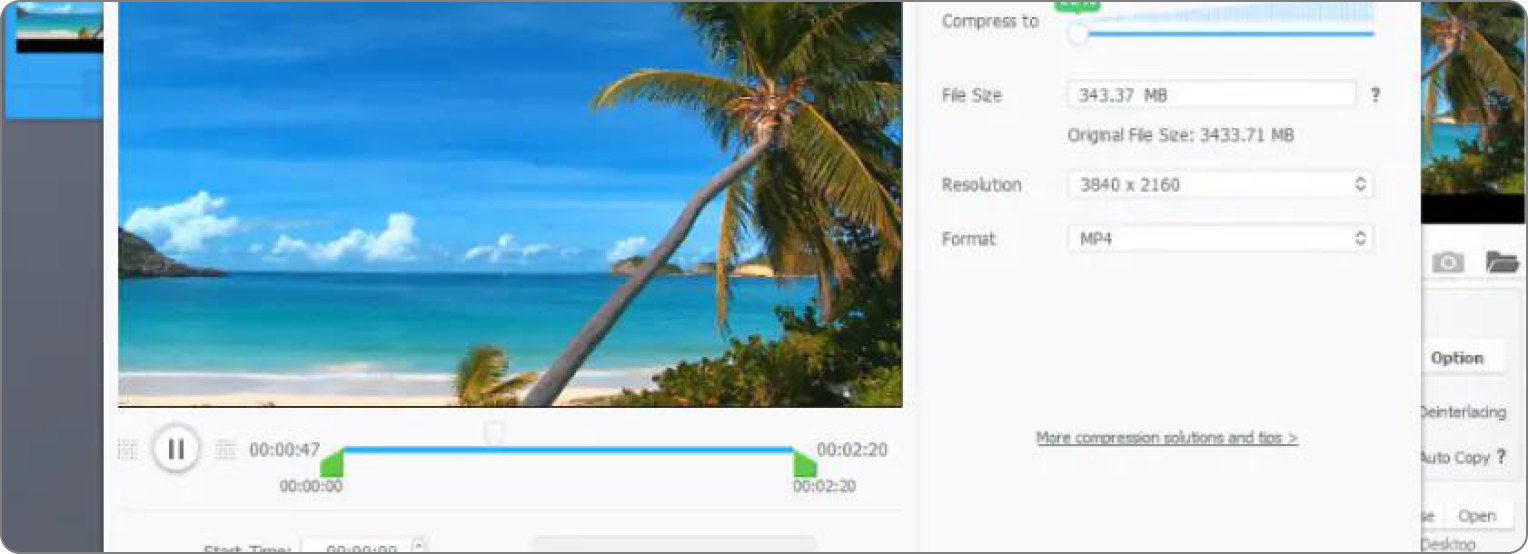 Compress to
File Size 343.37 MB ?
Original File Size: 3433.71 MB
Resolution 3840 x 2160
Format MP4
Option
Deinterlacing
More compression solutions and tips >
00:00:47 00:02:20
Auto Copy ?
00:00:00 00:02:20
Open
Desktop
Start Time: 00:00:00